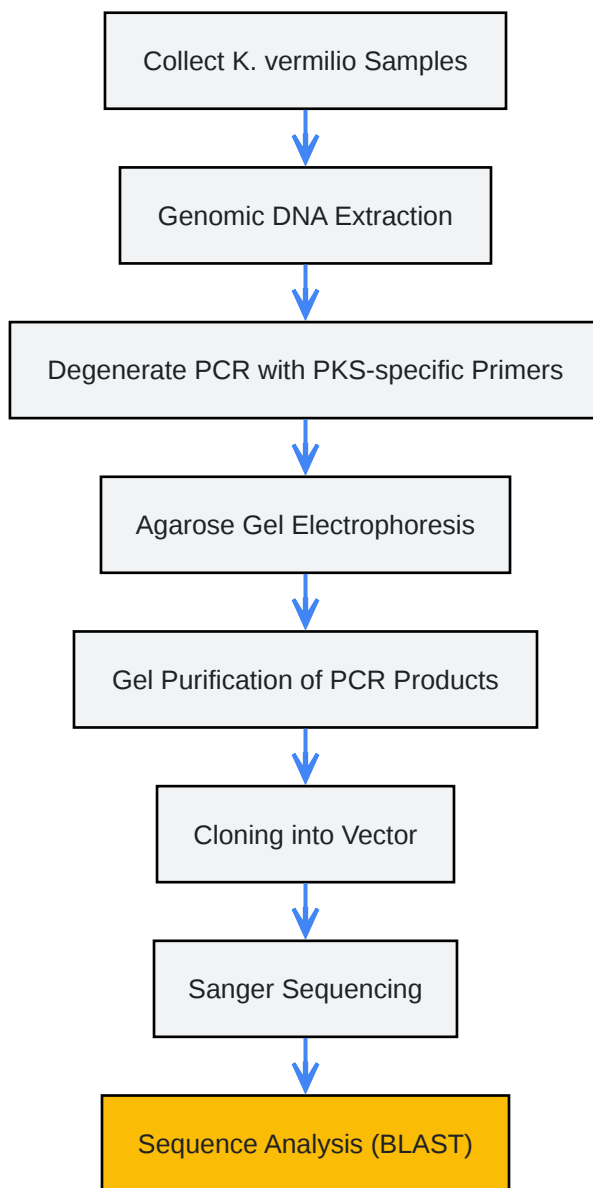 Collect K. vermilio Samples
Genomic DNA Extraction
Degenerate PCR with PKS-specific Primers
Agarose Gel Electrophoresis
Gel Purification of PCR Products
Cloning into Vector
Sanger Sequencing
Sequence Analysis (BLAST)